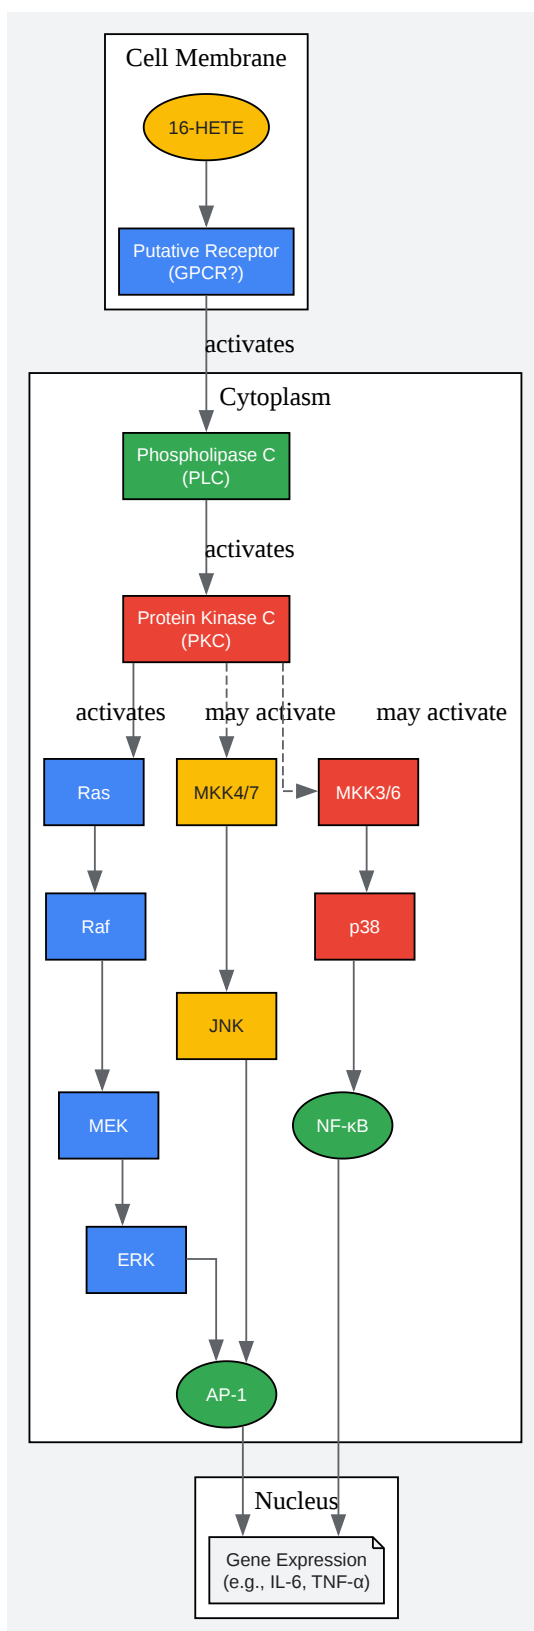 Cell Membrane
16-HETE
Putative Receptor
(GPCR?)
activates
Cytoplasm
Phospholipase C
(PLC)
activates
Protein Kinase C
(PKC)
activates
may activate
may activate
Ras
MKK4/7
MKK3/6
Raf
p38
JNK
MEK
NF-κB
ERK
AP-1
Nucleus
Gene Expression
(e.g., IL-6, TNF-α)